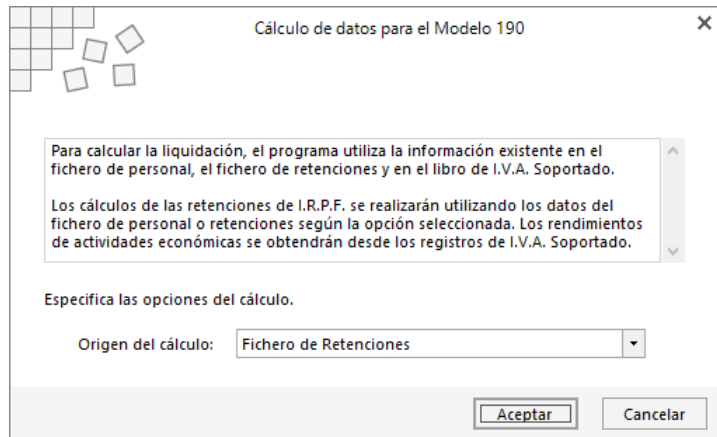 Cálculo de datos para el Modelo 190
Para calcular la liquidación, el programa utiliza la información existente en el
fichero de personal, el fichero de retenciones y en el libro de I.V.A. Soportado.
Los cálculos de las retenciones de I.R.P.F. se realizarán utilizando los datos del
fichero de personal o retenciones según la opción seleccionada. Los rendimientos
de actividades económicas se obtendrán desde los registros de I.V.A. Soportado.
Especifica las opciones del cálculo.
Origen del cálculo: Fichero de Retenciones
Aceptar Cancelar